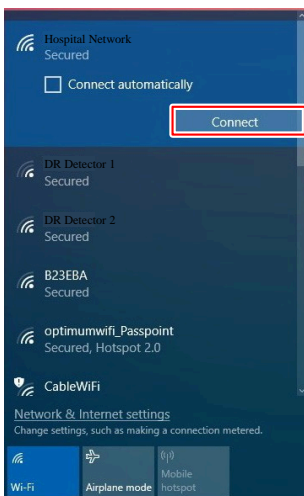 Hospital Network
Secured
Connect automatically
Connect
DR Detector 1
Secured
DR Detector 2
Secured
B23EBA
Secured
optimumwifi_Passpoint
Secured, Hotspot 2.0
CableWiFi
Network & Internet settings
Change settings, such as making a connection metered.
Wi-Fi
Airplane mode
Mobile
hotspot